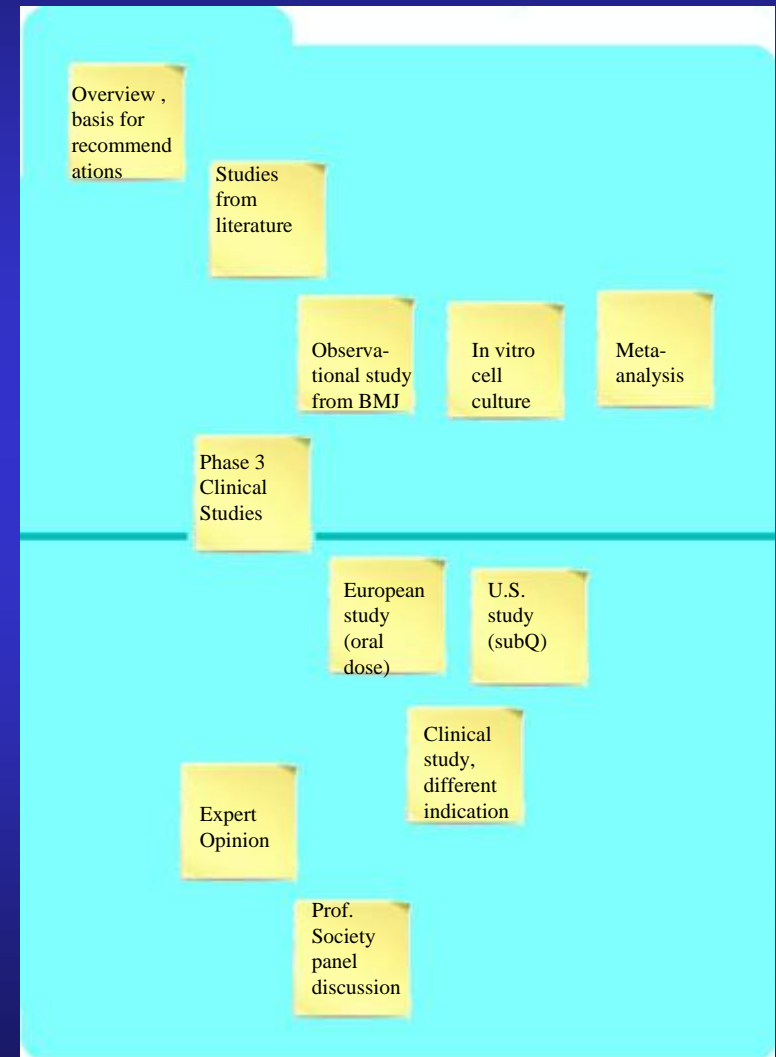 Overview ,
basis for
recommend
ations
Studies
from
literature
Observa-
tional study
from BMJ
In vitro
cell
culture
Meta-
analysis
Phase 3
Clinical
Studies
European
study
(oral
dose)
U.S.
study
(subQ)
Clinical
study,
different
indication
Expert
Opinion
Prof.
Society
panel
discussion